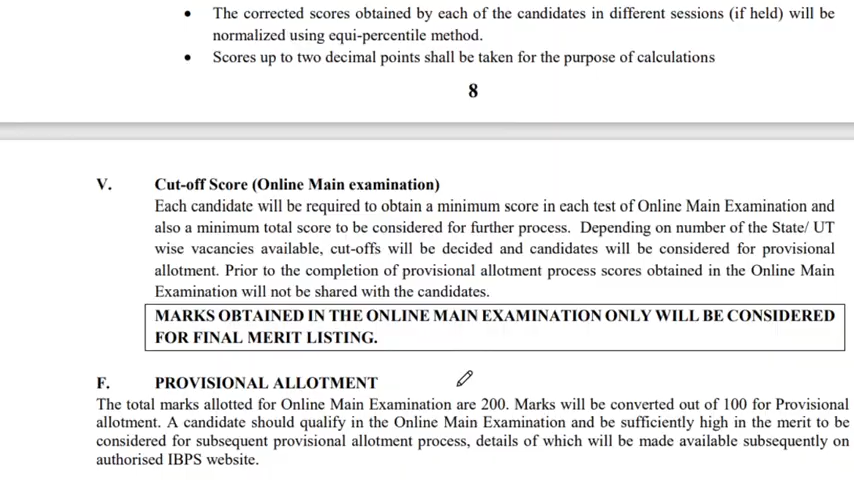 • The corrected scores obtained by each of the candidates in different sessions (if held) will be
normalized using equi-percentile method.
• Scores up to two decimal points shall be taken for the purpose of calculations
8
V. Cut-off Score (Online Main examination)
Each candidate will be required to obtain a minimum score in each test of Online Main Examination and
also a minimum total score to be considered for further process. Depending on number of the State/ UT
wise vacancies available, cut-offs will be decided and candidates will be considered for provisional
allotment. Prior to the completion of provisional allotment process scores obtained in the Online Main
Examination will not be shared with the candidates.
MARKS OBTAINED IN THE ONLINE MAIN EXAMINATION ONLY WILL BE CONSIDERED
FOR FINAL MERIT LISTING.
F. PROVISIONAL ALLOTMENT
The total marks allotted for Online Main Examination are 200. Marks will be converted out of 100 for Provisional
allotment. A candidate should qualify in the Online Main Examination and be sufficiently high in the merit to be
considered for subsequent provisional allotment process, details of which will be made available subsequently on
authorised IBPS website.